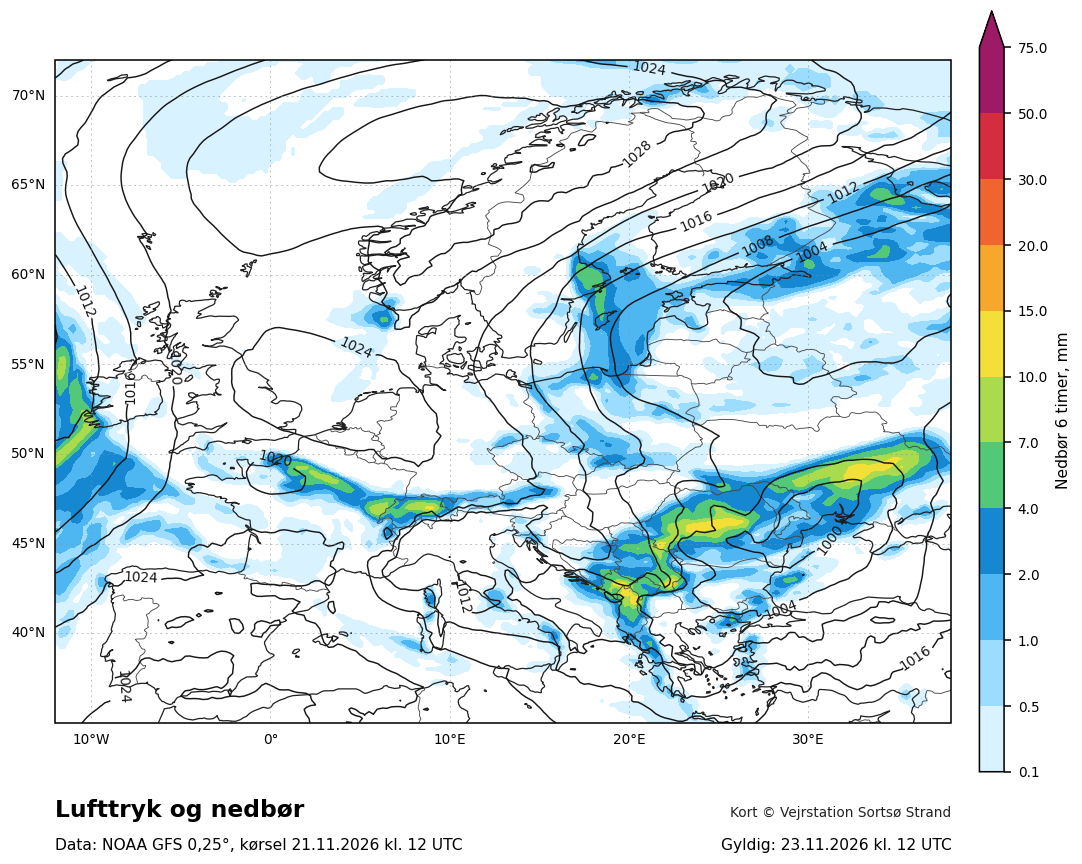 75.0
50.0
30.0
20.0
15.0
10.0
7.0
4.0
2.0
1.0
0.5
0.1
Nedbør 6 timer, mm
70°N
65°N
60°N
55°N
50°N
45°N
40°N
10°W
0°
10°E
20°E
30°E
1024
1028
1020
1016
1012
1008
1004
1012
1016
1020
1024
1020
1024
1024
1012
1000
1004
1016
Lufttryk og nedbør
Kort © Vejrstation Sortsø Strand
Data: NOAA GFS 0,25°, kørsel 21.11.2026 kl. 12 UTC
Gyldig: 23.11.2026 kl. 12 UTC